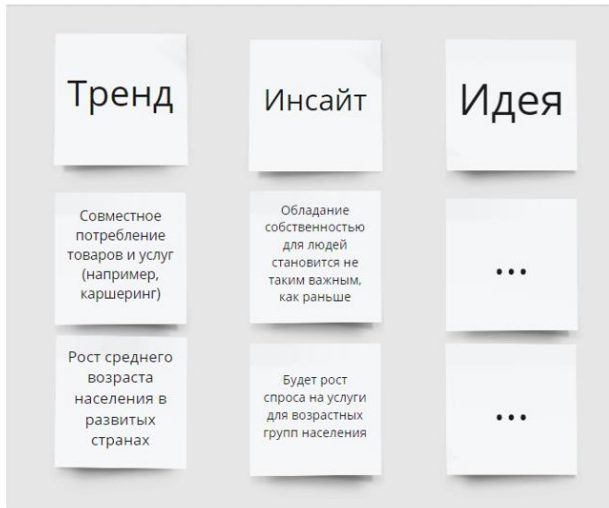 Тренд
Инсайт
Идея
Совместное
потребление
товаров и услуг
(например,
каршеринг)
Обладание
собственностью
для людей
становится не
таким важным,
как раньше
...
Рост среднего
возраста
населения в
развитых
странах
Будет рост
спроса на услуги
для возрастных
групп населения
...